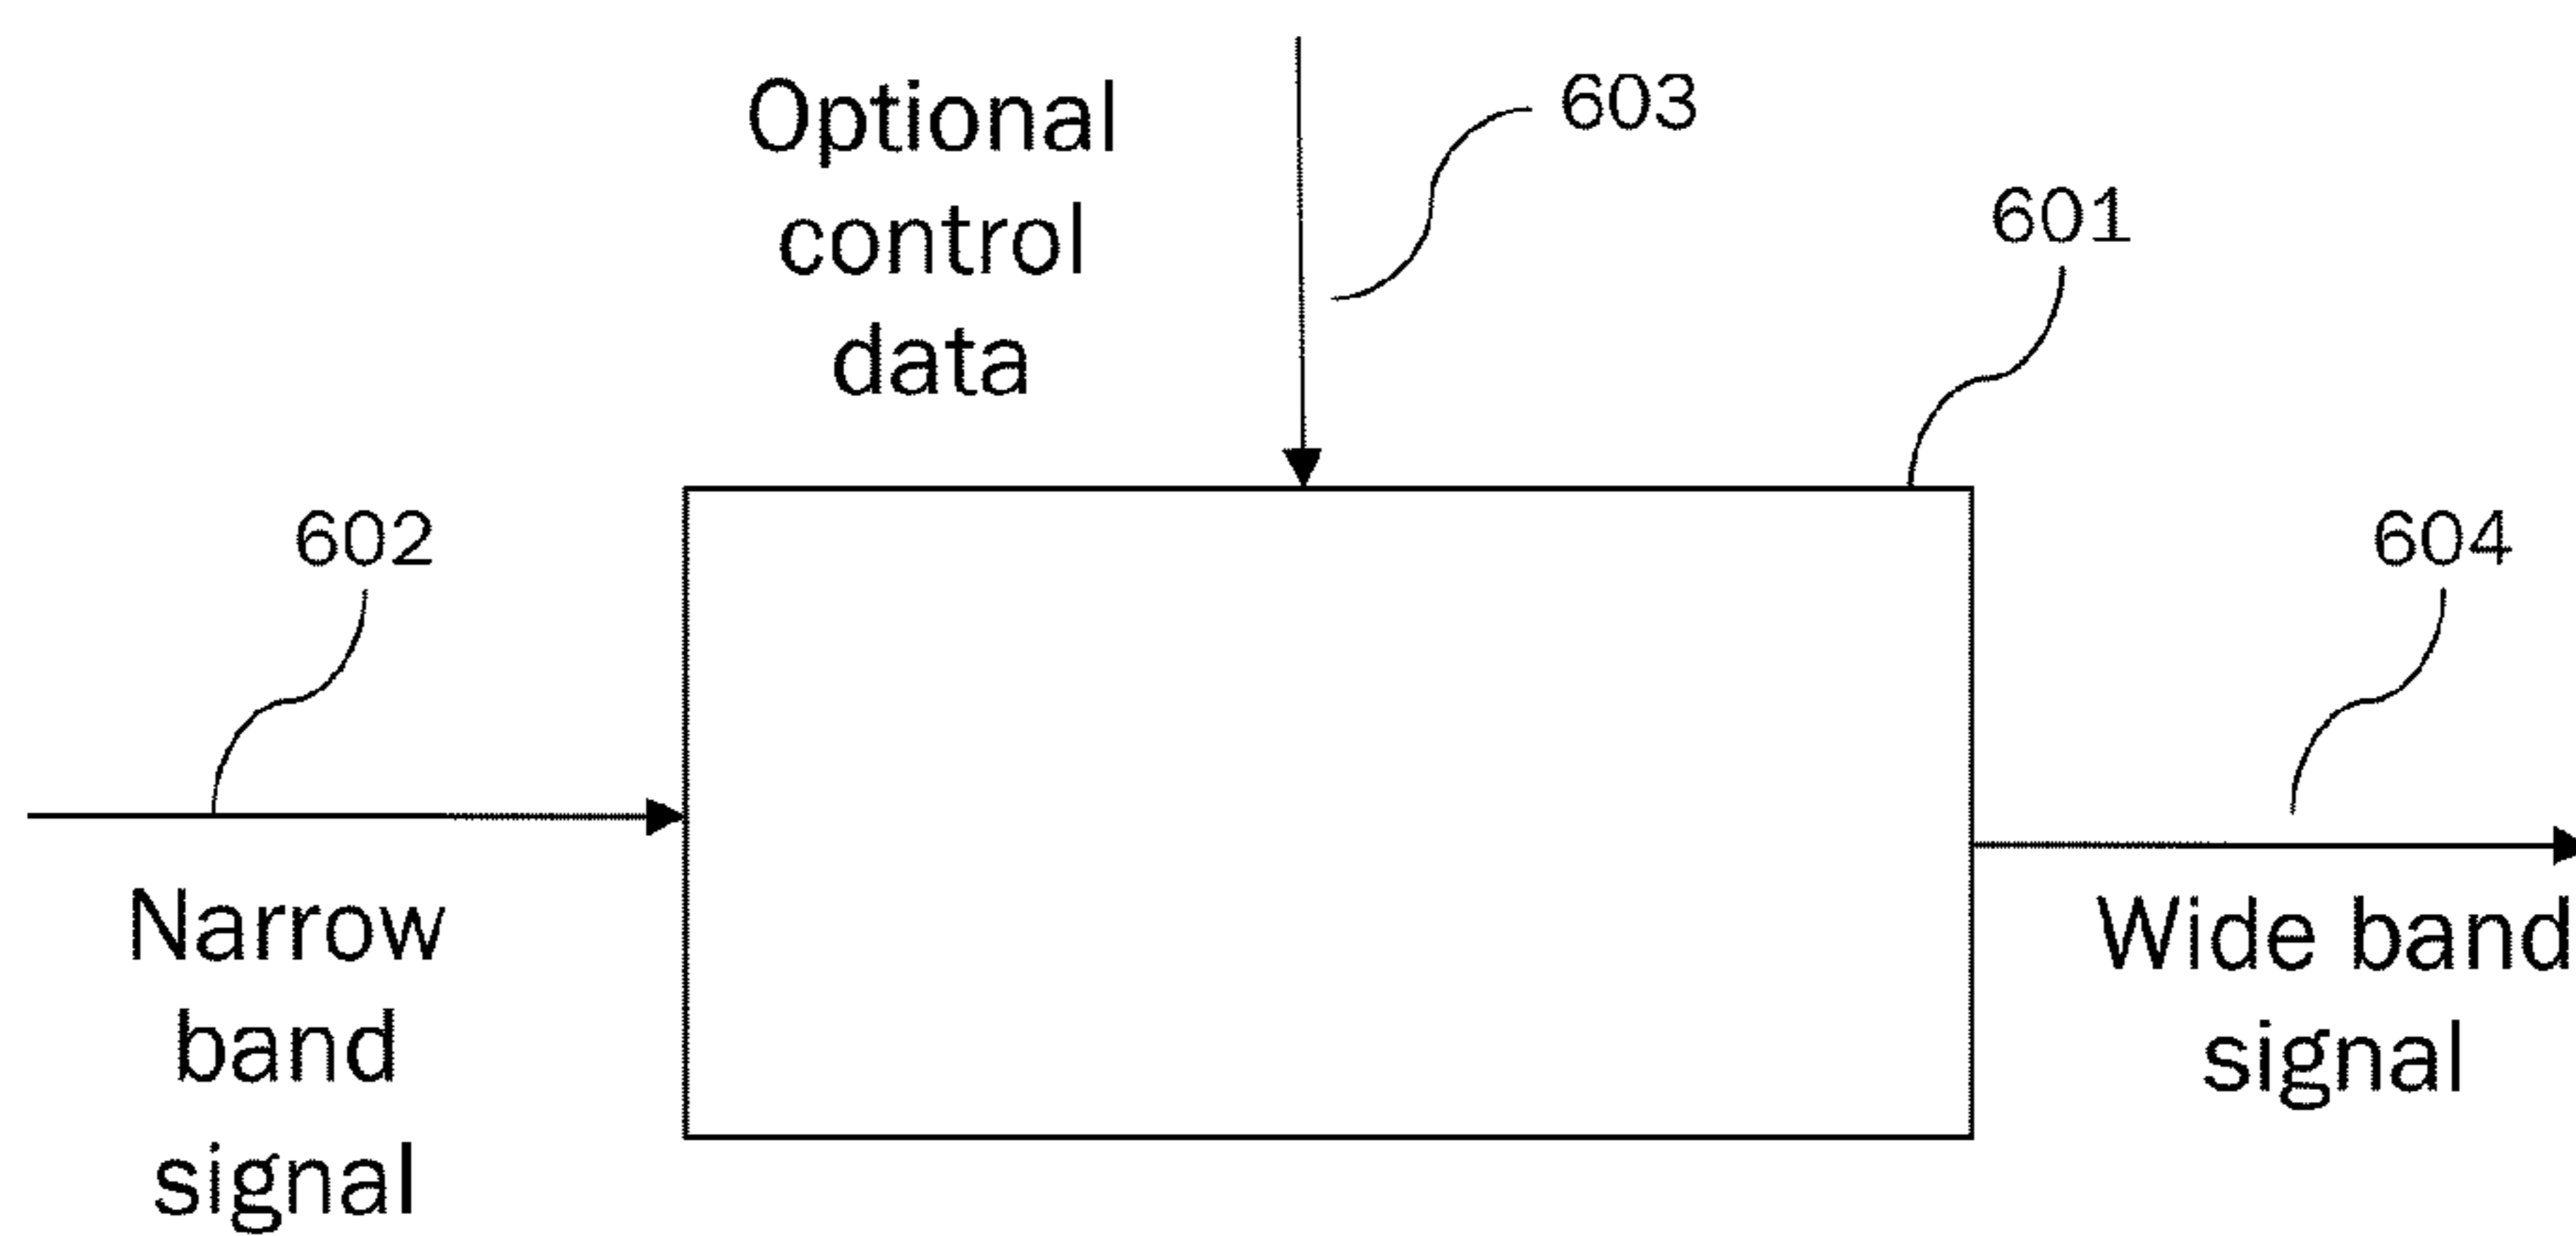 Optional
control
data
603
601
602
604
Narrow
band
signal
Wide band
signal